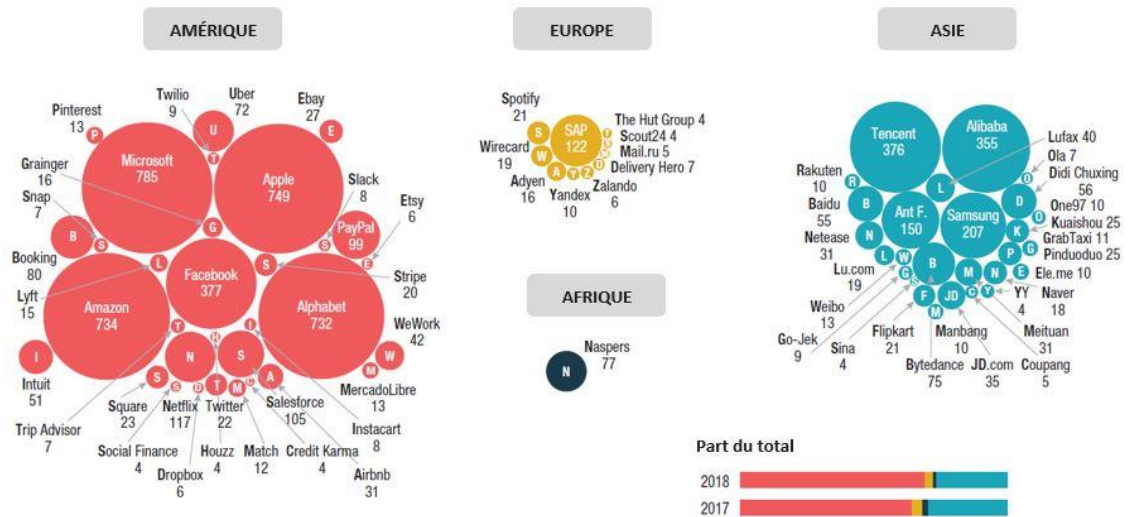 AMÉRIQUE
EUROPE
ASIE
Pinterest
13
Twilio
9
Uber
72
Ebay
27
P
U
T
E
Microsoft
785
Apple
749
Grainger
16
Snap
7
G
S
Slack
8
S
Etsy
6
PayPal
99
E
B
Booking
80
Lyft
15
L
Facebook
377
S
Stripe
20
Amazon
734
Alphabet
732
WeWork
42
I
Intuit
51
T
N
H
S
I
W
M
MercadoLibre
13
S
S
D
T
M
C
A
Square
23
Netflix
117
Twitter
22
Salesforce
105
Instacart
8
Trip Advisor
7
Social Finance
4
Dropbox
6
Houzz
4
Match
12
Credit Karma
4
Airbnb
31
Spotify
21
SAP
122
The Hut Group 4
Scout24 4
Mail.ru 5
Delivery Hero 7
S
W
A
Y
Z
D
Wirecard
19
Adyen
16
Yandex
10
Zalando
6
AFRIQUE
N
Naspers
77
Tencent
376
Alibaba
355
Lufax 40
Ola 7
Didi Chuxing
56
Rakuten
10
R
L
O
Baidu
55
B
Ant F.
150
Samsung
207
D
One97 10
O
K
Kuaishou 25
GrabTaxi 11
Pinduoduo 25
Netease
31
N
P
G
L
W
G
S
B
M
N
E
Ele.me 10
Lu.com
19
Weibo
13
F
JD
C
Y
M
YY
4
Naver
18
Go-Jek
9
Sina
4
Flipkart
21
Manbang
10
Meituan
31
Bytedance
75
JD.com
35
Coupang
5
Part du total
2018
2017